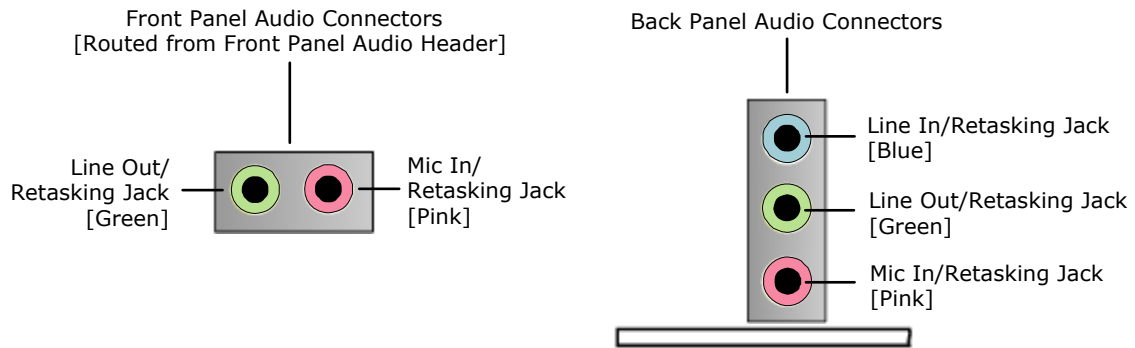 Front Panel Audio Connectors
[Routed from Front Panel Audio Header]
Line Out/
Retasking Jack
[Green]
Mic In/
Retasking Jack
[Pink]
Back Panel Audio Connectors
Line In/Retasking Jack
[Blue]
Line Out/Retasking Jack
[Green]
Mic In/Retasking Jack
[Pink]